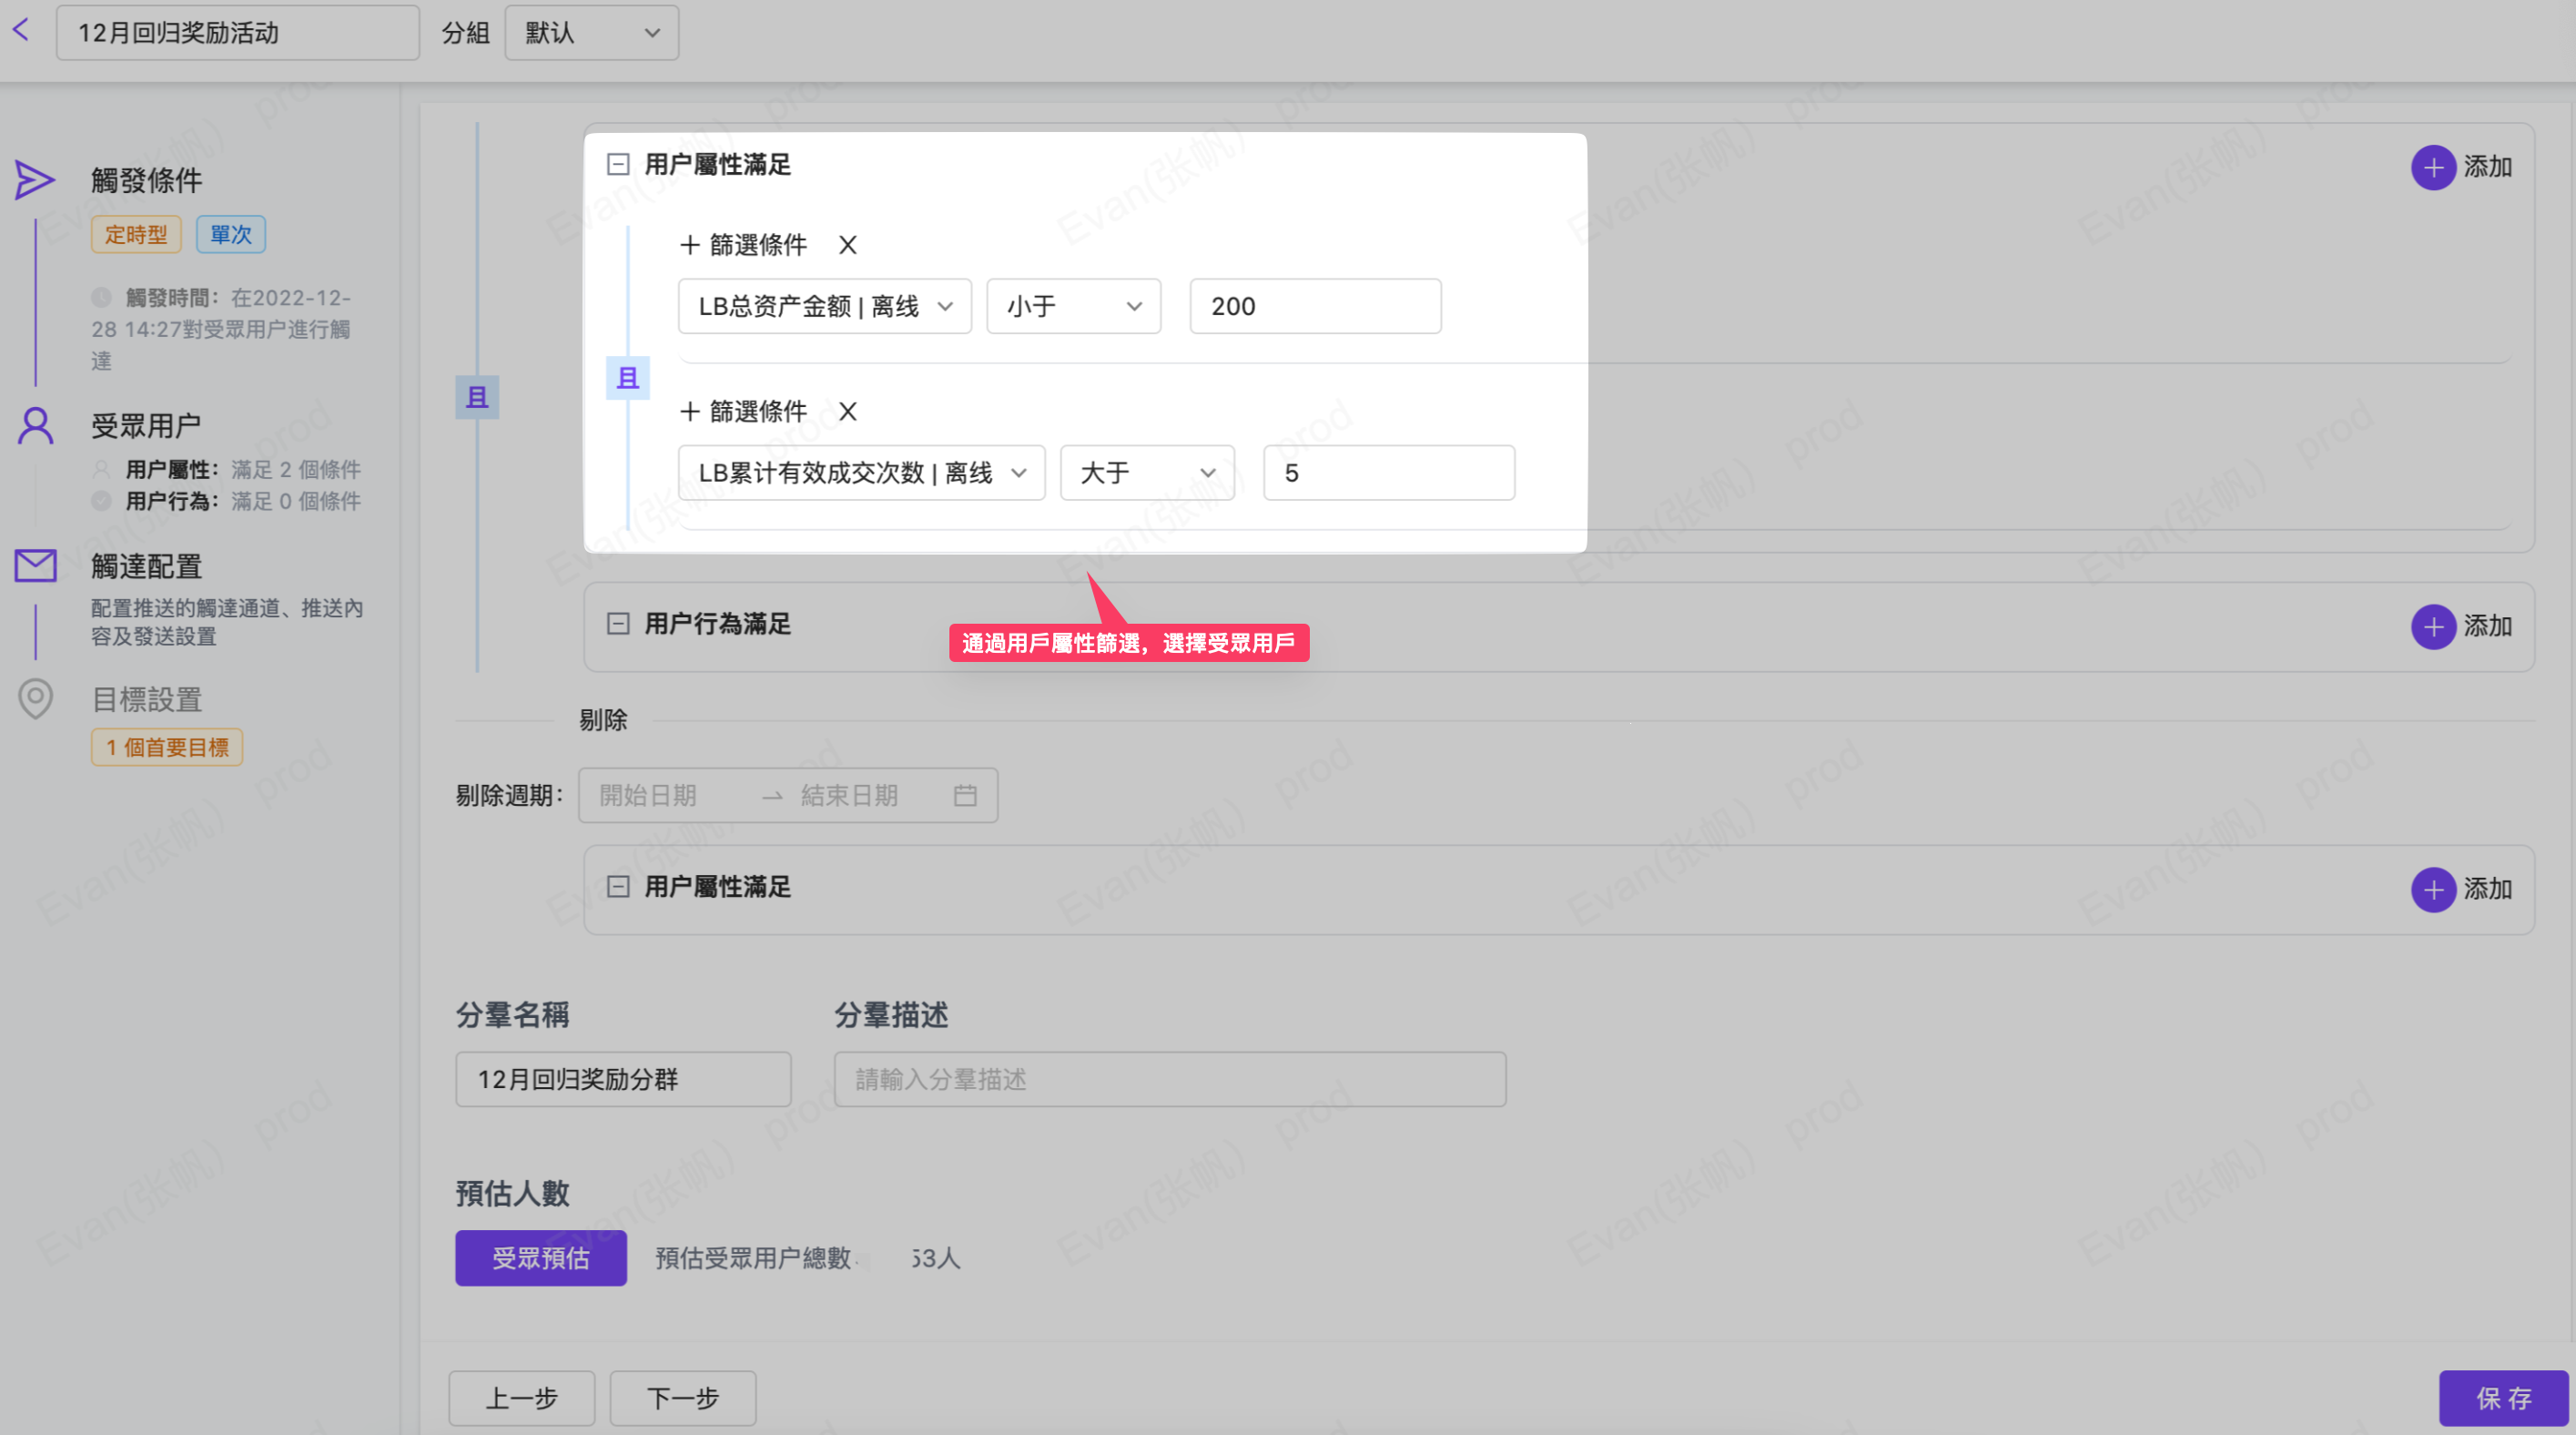 12月回归奖励活动
分組
默认
觸發條件
定時型
單次
觸發時間：在2022-12-
28 14:27對受眾用户進行觸
達
受眾用户
用户屬性：滿足 2 個條件
用户行為：滿足 0 個條件
觸達配置
配置推送的觸達通道、推送內
容及發送設置
目標設置
1 個首要目標
且
用户屬性滿足
添加
且
+ 篩選條件 X
LB总资产金额 | 离线
小于
200
+ 篩選條件 X
LB累计有效成交次数 | 离线
大于
5
用户行為滿足
添加
通過用戶屬性篩選，選擇受眾用戶
剔除
剔除週期：
開始日期
結束日期
用户屬性滿足
添加
分羣名稱
分羣描述
12月回归奖励分群
請輸入分羣描述
預估人數
受眾預估
預估受眾用户總數
53人
上一步
下一步
保 存
Evan(张帆) prod